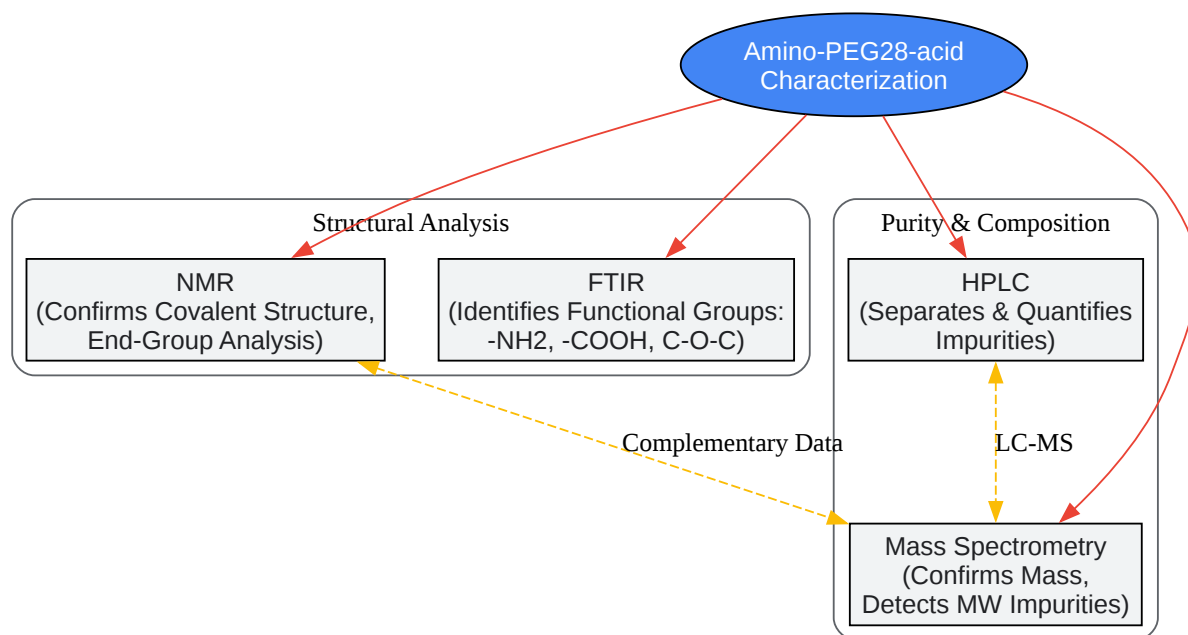 Amino-PEG28-acid
Characterization
Structural Analysis
Purity & Composition
NMR
(Confirms Covalent Structure,
End-Group Analysis)
FTIR
(Identifies Functional Groups:
-NH2, -COOH, C-O-C)
HPLC
(Separates & Quantifies
Impurities)
Complementary Data
LC-MS
Mass Spectrometry
(Confirms Mass,
Detects MW Impurities)